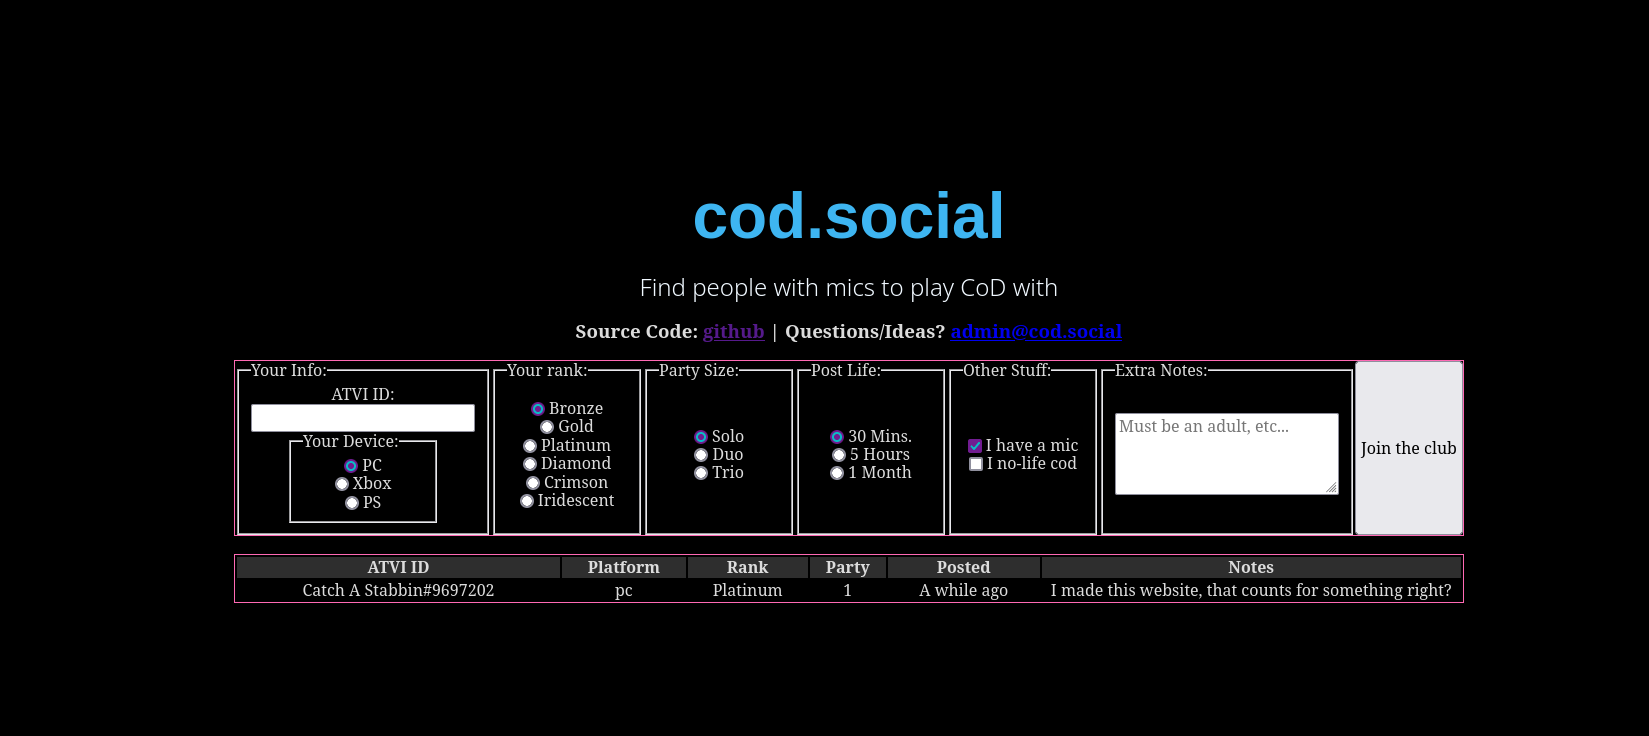 cod.social
Find people with mics to play CoD with
Source Code: github | Questions/Ideas? admin@cod.social
Your Info:
ATVI ID:
Your Device:
PC
Xbox
PS
Your rank:
Bronze
Gold
Platinum
Diamond
Crimson
Iridescent
Party Size:
Solo
Duo
Trio
Post Life:
30 Mins.
5 Hours
1 Month
Other Stuff:
I have a mic
I no-life cod
Extra Notes:
Must be an adult, etc...
Join the club
ATVI ID Platform Rank Party Posted Notes
Catch A Stabbin#9697202 pc Platinum 1 A while ago I made this website, that counts for something right?